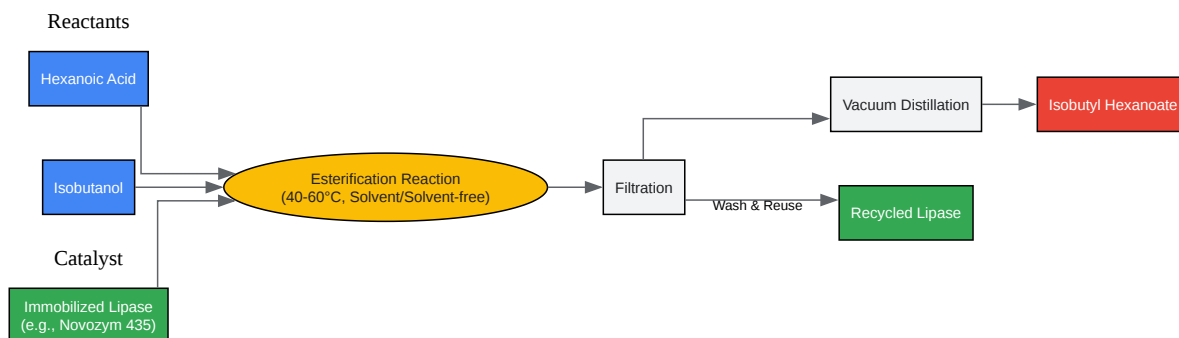 Reactants
Hexanoic Acid
Isobutanol
Catalyst
Immobilized Lipase
(e.g., Novozym 435)
Esterification Reaction
(40-60°C, Solvent/Solvent-free)
Filtration
Vacuum Distillation
Isobutyl Hexanoate
Wash & Reuse
Recycled Lipase